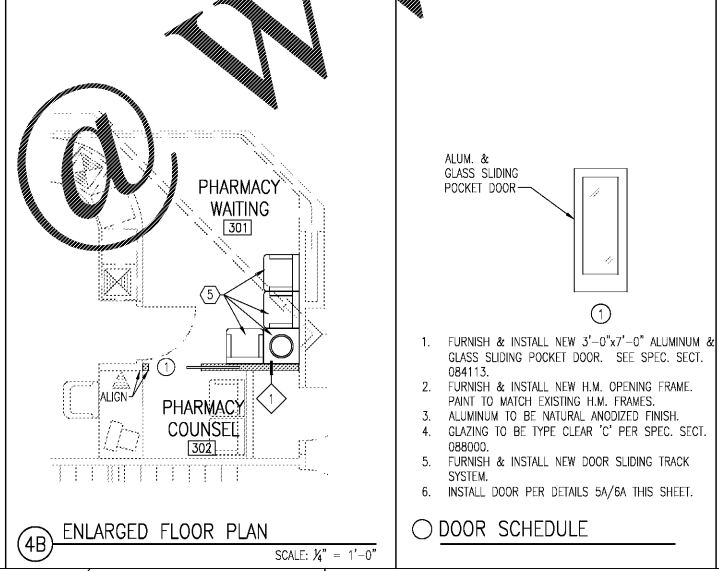 @ W
PHARMACY
WAITING
301
5
1
ALIGN
PHARMACY
COUNSEL
302
1
4B
ENLARGED FLOOR PLAN
SCALE: ¼" = 1'-0"
ALUM. &
GLASS SLIDING
POCKET DOOR
1
1. FURNISH & INSTALL NEW 3'-0"x7'-0" ALUMINUM &
GLASS SLIDING POCKET DOOR. SEE SPEC. SECT.
084113.
2. FURNISH & INSTALL NEW H.M. OPENING FRAME.
PAINT TO MATCH EXISTING H.M. FRAMES.
3. ALUMINUM TO BE NATURAL ANODIZED FINISH.
4. GLAZING TO BE TYPE CLEAR 'C' PER SPEC. SECT.
088000.
5. FURNISH & INSTALL NEW DOOR SLIDING TRACK
SYSTEM.
6. INSTALL DOOR PER DETAILS 5A/6A THIS SHEET.
DOOR SCHEDULE